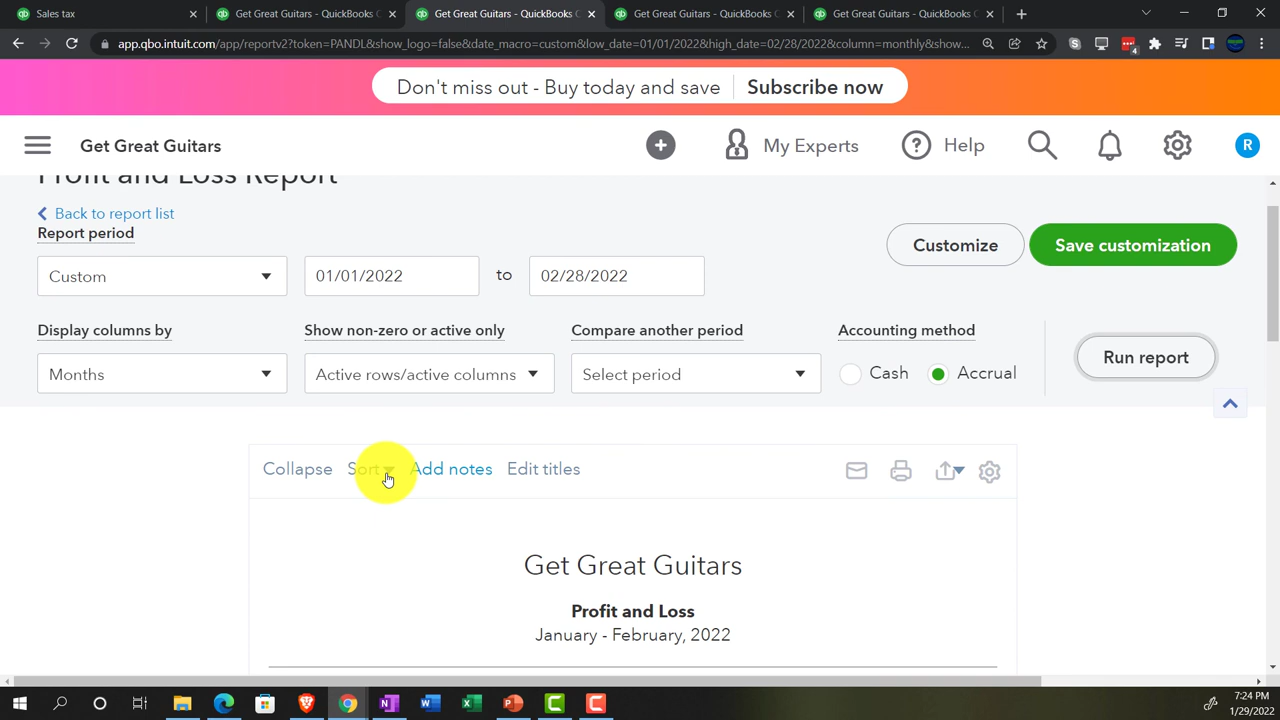 Sales tax
Get Great Guitars - QuickBooks C
Get Great Guitars - QuickBooks C
Get Great Guitars - QuickBooks C
Get Great Guitars - QuickBooks C
app.qbo.intuit.com/app/reportv2?token=PANDL&show_logo=false&date_macro=custom&low_date=01/01/2022&high_date=02/28/2022&column=monthly&show...
4
Don't miss out - Buy today and save Subscribe now
Get Great Guitars
My Experts
Help
R
Profit and Loss Report
Back to report list
Report period
Customize
Save customization
Custom
01/01/2022
to
02/28/2022
Display columns by
Show non-zero or active only
Compare another period
Accounting method
Months
Active rows/active columns
Select period
Cash
Accrual
Run report
Collapse Sort Add notes Edit titles
Get Great Guitars
Profit and Loss
January - February, 2022
7:24 PM
1/29/2022